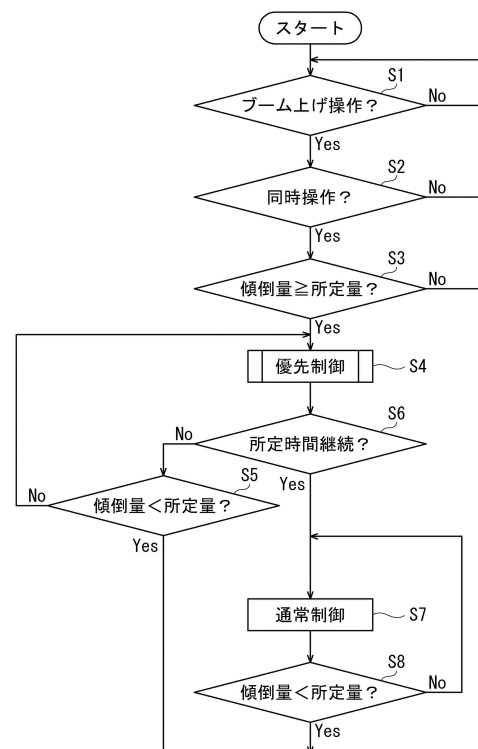 スタート
S1
ブーム上げ操作？
No
Yes
S2
同時操作？
No
Yes
S3
傾倒量≧所定量？
No
Yes
優先制御
S4
S6
所定時間継続？
No
Yes
S5
傾倒量＜所定量？
No
Yes
通常制御
S7
S8
傾倒量＜所定量？
No
Yes